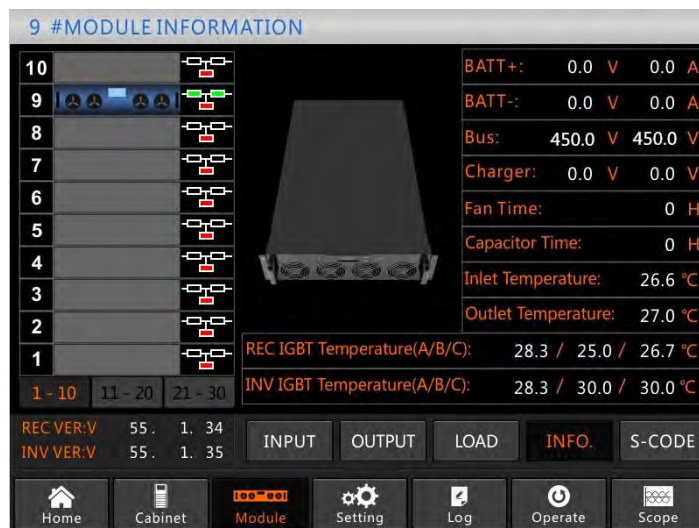 9 #MODULE INFORMATION
10
9
8
7
6
5
4
3
2
1
1 - 10 11 - 20 21 - 30
BATT+: 0.0 V 0.0 A
BATT-: 0.0 V 0.0 A
Bus: 450.0 V 450.0 V
Charger: 0.0 V 0.0 V
Fan Time: 0 H
Capacitor Time: 0 H
Inlet Temperature: 26.6 °C
Outlet Temperature: 27.0 °C
REC IGBT Temperature(A/B/C): 28.3 / 25.0 / 26.7 °C
INV IGBT Temperature(A/B/C): 28.3 / 30.0 / 30.0 °C
REC VER:V 55. 1. 34
INV VER:V 55. 1. 35
INPUT OUTPUT LOAD INFO. S-CODE
Home Cabinet Module Setting Log Operate Scope